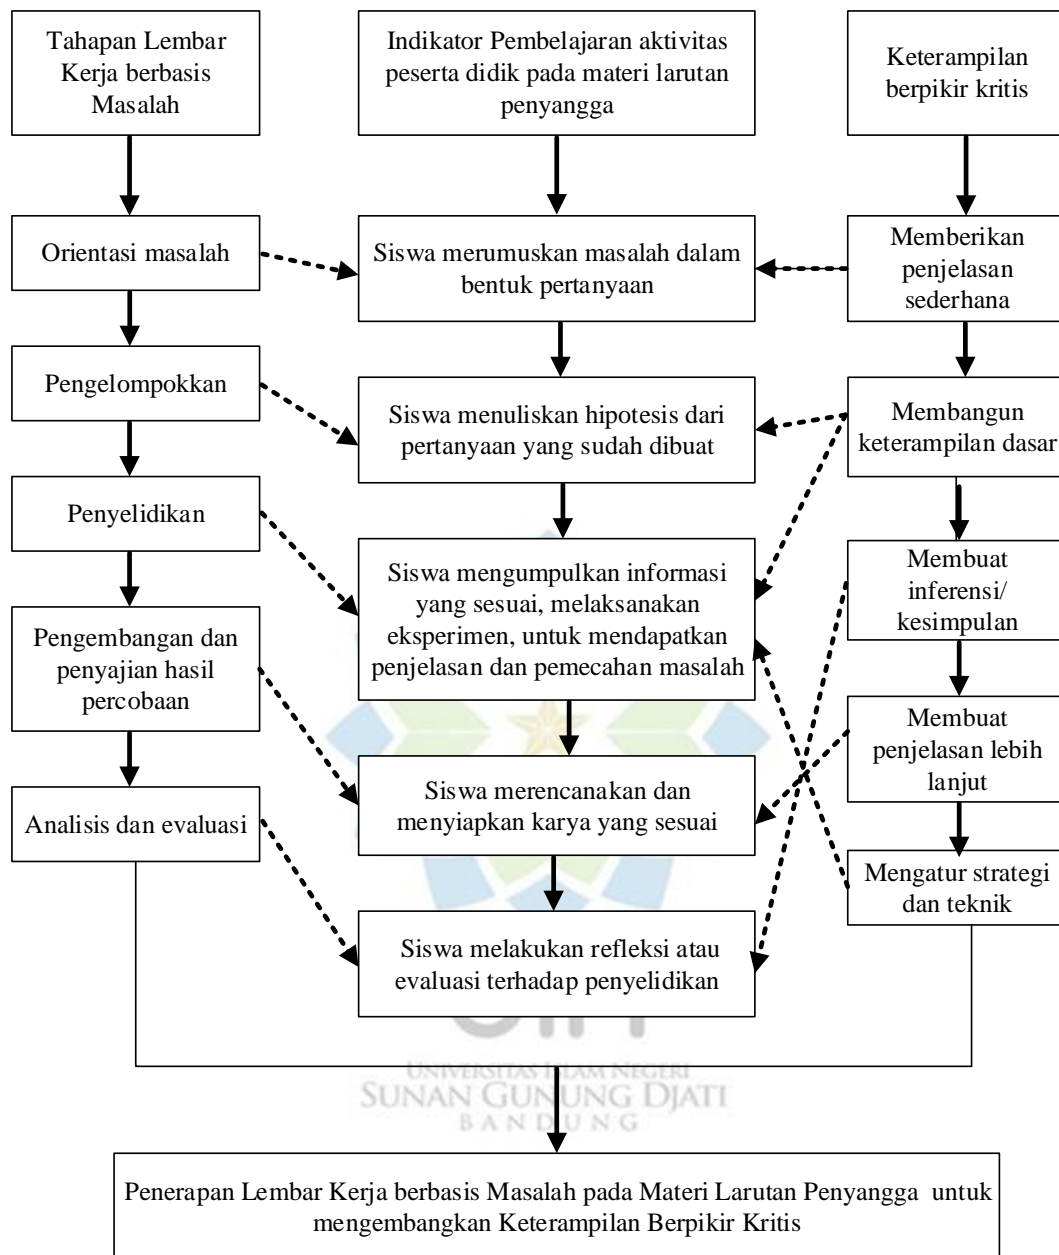 Tahapan Lembar
Kerja berbasis
Masalah
Indikator Pembelajaran aktivitas
peserta didik pada materi larutan
penyangga
Keterampilan
berpikir kritis
Orientasi masalah
Siswa merumuskan masalah dalam
bentuk pertanyaan
Memberikan
penjelasan
sederhana
Pengelompokkan
Siswa menuliskan hipotesis dari
pertanyaan yang sudah dibuat
Membangun
keterampilan dasar
Penyelidikan
Siswa mengumpulkan informasi
yang sesuai, melaksanakan
eksperimen, untuk mendapatkan
penjelasan dan pemecahan masalah
Membuat
inferensi/
kesimpulan
Pengembangan dan
penyajian hasil
percobaan
Siswa merencanakan dan
menyiapkan karya yang sesuai
Membuat
penjelasan lebih
lanjut
Analisis dan evaluasi
Siswa melakukan refleksi atau
evaluasi terhadap penyelidikan
Mengatur strategi
dan teknik
UNIVERSITAS ISLAM NEGERI
SUNAN GUNUNG DJATI
BANDUNG
Penerapan Lembar Kerja berbasis Masalah pada Materi Larutan Penyangga untuk
mengembangkan Keterampilan Berpikir Kritis